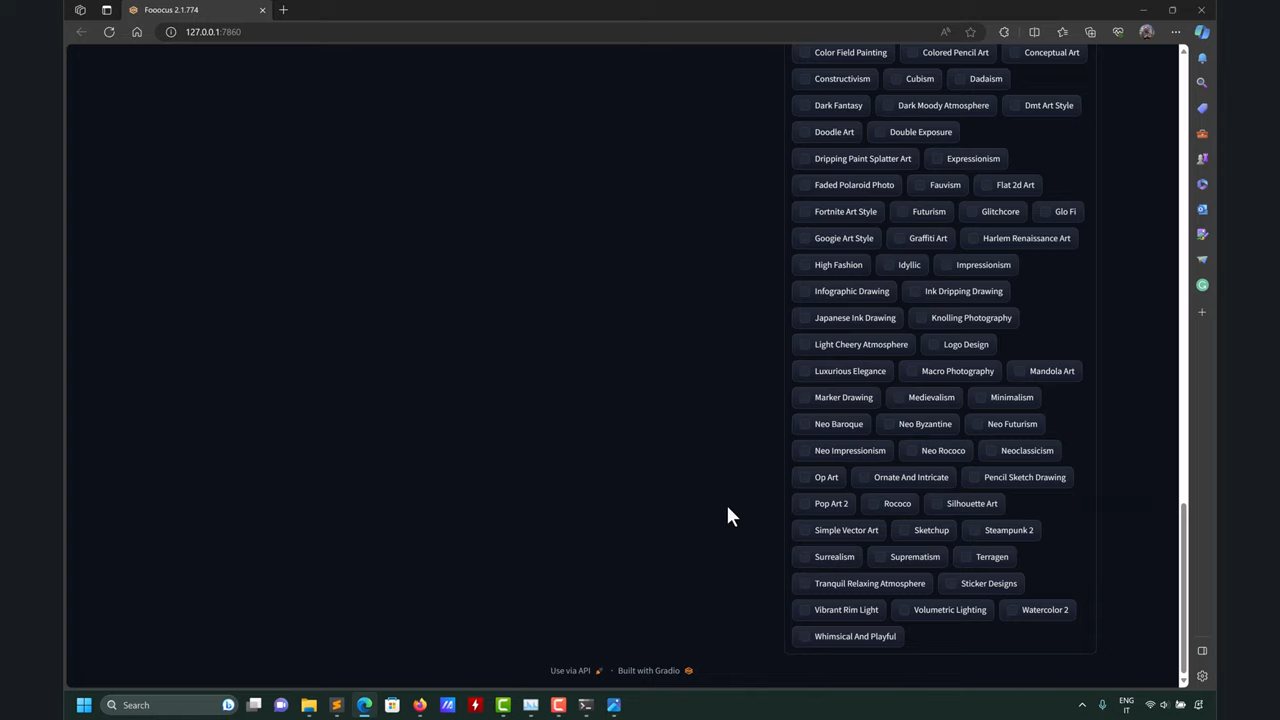 Fooocus 2.1.774
127.0.0.1:7860
Color Field Painting Colored Pencil Art Conceptual Art
Constructivism Cubism Dadaism
Dark Fantasy Dark Moody Atmosphere Dmt Art Style
Doodle Art Double Exposure
Dripping Paint Splatter Art Expressionism
Faded Polaroid Photo Fauvism Flat 2d Art
Fortnite Art Style Futurism Glitchcore Glo Fi
Googie Art Style Graffiti Art Harlem Renaissance Art
High Fashion Idyllic Impressionism
Infographic Drawing Ink Dripping Drawing
Japanese Ink Drawing Knolling Photography
Light Cheery Atmosphere Logo Design
Luxurious Elegance Macro Photography Mandola Art
Marker Drawing Medievalism Minimalism
Neo Baroque Neo Byzantine Neo Futurism
Neo Impressionism Neo Rococo Neoclassicism
Op Art Ornate And Intricate Pencil Sketch Drawing
Pop Art 2 Rococo Silhouette Art
Simple Vector Art Sketchup Steampunk 2
Surrealism Suprematism Terragen
Tranquil Relaxing Atmosphere Sticker Designs
Vibrant Rim Light Volumetric Lighting Watercolor 2
Whimsical And Playful
Use via API · Built with Gradio
Search
ENG
IT